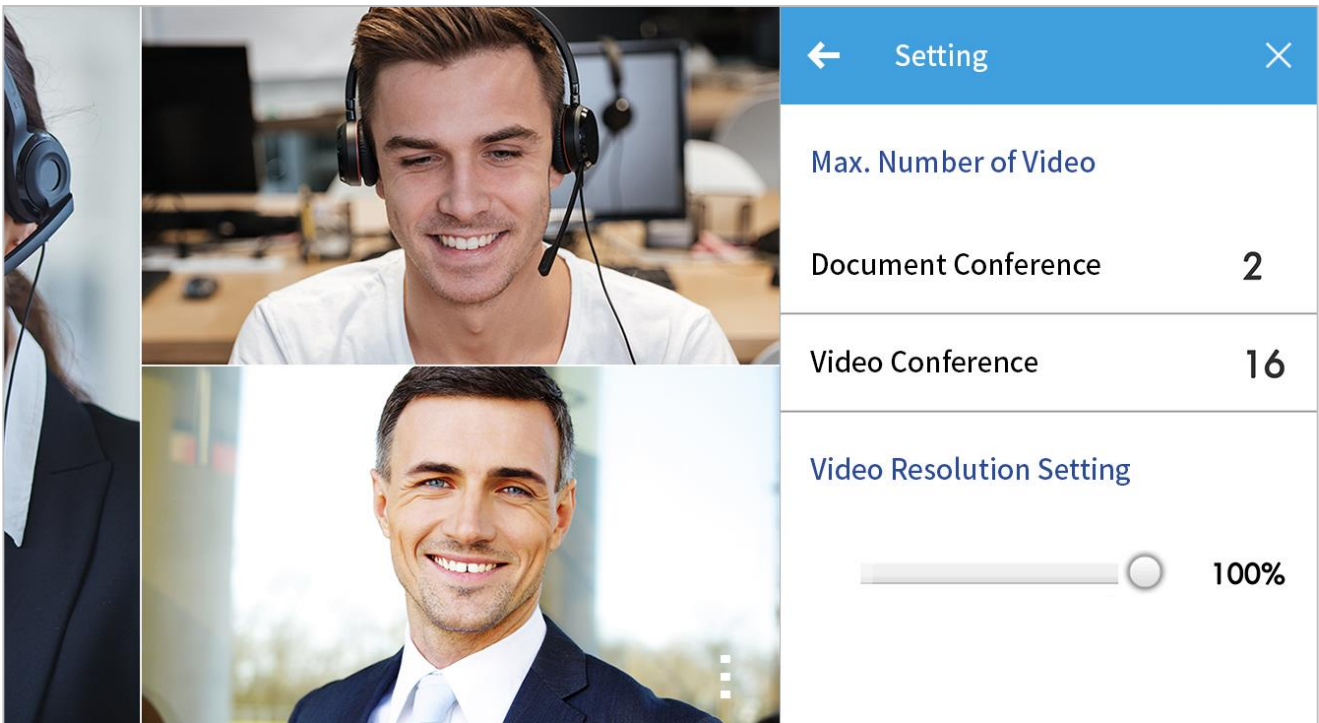 Setting
Max. Number of Video
Document Conference 2
Video Conference 16
Video Resolution Setting
100%